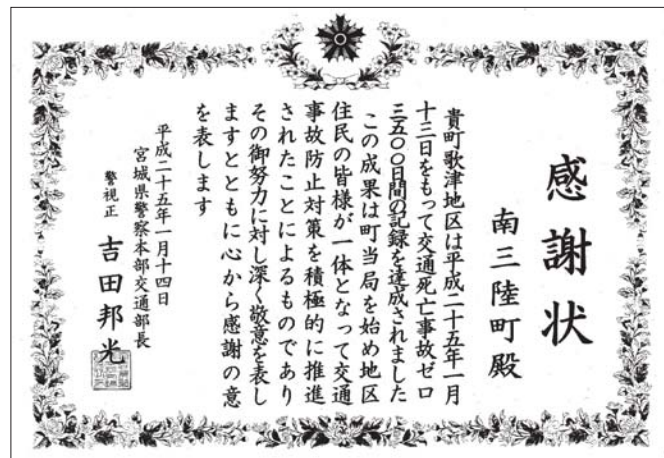 感謝状
南三陸町殿
貴町歌津地区は平成二十五年一月
十三日をもって交通死亡事故ゼロ
三五〇〇日間の記録を達成されました
この成果は町当局を始め地区
住民の皆様が一体となって交通
事故防止対策を積極的に推進
されたことによるものであり
その御努力に対し深く敬意を表し
ますとともに心から感謝の意
を表します
平成二十五年一月十四日
宮城県警察本部交通部長
警視正 吉田邦光